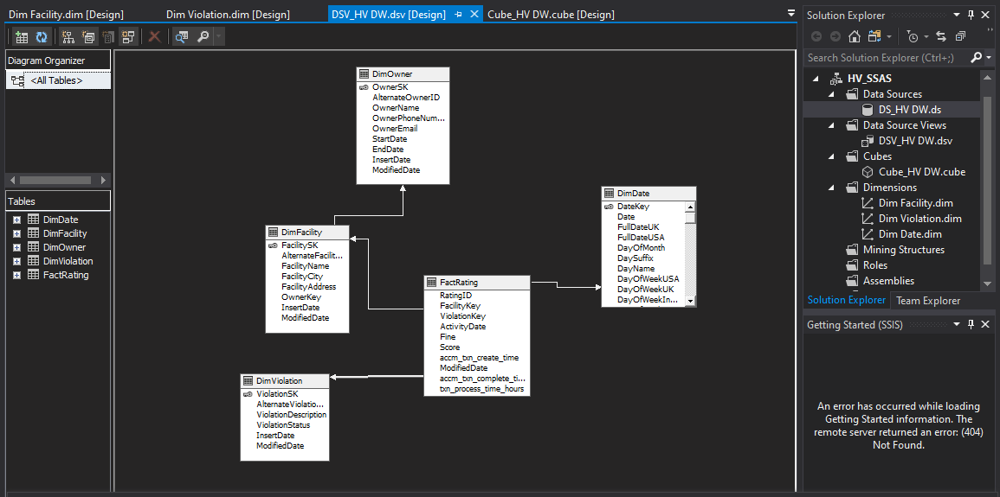 Dim Facility.dim [Design]
Dim Violation.dim [Design]
DSV_HV DW.dsv [Design]
Cube_HV DW.cube [Design]
Diagram Organizer
<All Tables>
Tables
DimDate
DimFacility
DimOwner
DimViolation
FactRating
DimOwner
OwnerSK
AlternateOwnerID
OwnerName
OwnerPhoneNum...
OwnerEmail
StartDate
EndDate
InsertDate
ModifiedDate
DimFacility
FacilitySK
AlternateFacilit...
FacilityName
FacilityCity
FacilityAddress
OwnerKey
InsertDate
ModifiedDate
DimDate
DateKey
Date
FullDateUK
FullDateUSA
DayOfMonth
DaySuffix
DayName
DayOfWeekUSA
DayOfWeekUK
DayOfWeekIn...
FactRating
RatingID
FacilityKey
ViolationKey
ActivityDate
Fine
Score
accm_txn_create_time
ModifiedDate
accm_txn_complete_ti...
txn_process_time_hours
DimViolation
ViolationSK
AlternateViolatio...
ViolationDescription
ViolationStatus
InsertDate
ModifiedDate
Solution Explorer
Search Solution Explorer (Ctrl+;)
HV_SSAS
Data Sources
DS_HV DW.ds
Data Source Views
DSV_HV DW.dsv
Cubes
Cube_HV DW.cube
Dimensions
Dim Facility.dim
Dim Violation.dim
Dim Date.dim
Mining Structures
Roles
Assemblies
Solution Explorer
Team Explorer
Getting Started (SSIS)
An error has occurred while loading
Getting Started information. The
remote server returned an error: (404)
Not Found.